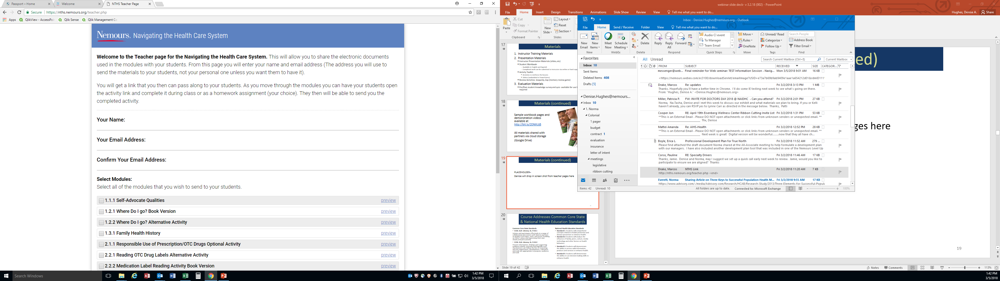 Passport – Home
Welcome
NTHS Teacher Page
Secure | https://nths.nemours.org/teacher.php
Apps
QlikView - AccessPoi
Qlik Sense
Qlik Management Co
Nemours. Navigating the Health Care System
Welcome to the Teacher page for the Navigating the Health Care System. This will allow you to share the electronic documents
used in the modules with your students. From this page you will enter your name and email address (The address you will use to
send the materials to your students, not your personal one unless you want them to have it).
You will get a link that you then can pass along to your students. As you move through the modules you can have your students open
the activity link and complete it during class or as a homework assignment (your choice). They then will be able to send you the
completed activity.
Your Name:
Your Email Address:
Confirm Your Email Address:
Select Modules:
Select all of the modules that you wish to send to your students.
1.1.1 Self-Advocate Qualities preview
1.2.1 Where Do I go? Book Version preview
1.2.2 Where Do I go? Alternative Activity preview
1.3.1 Family Health History preview
2.1.1 Responsible Use of Prescription/OTC Drugs Optional Activity preview
2.2.1 Reading OTC Drug Labels Alternative Activity preview
2.2.2 Medication Label Reading Activity Book Version preview
Search Windows
1:42 PM
3/5/2018
webinar slide deck- v 3.2.18 (002) - PowerPoint
File Home Insert Design Transitions Animations Slide Show Review View Tell me what you want to do...
Hughes, Denise A. Share
Paste
Cut
Copy
Format Painter
Clipboard
New
Slide
Layout
Reset
Section
Slides
17
Materials
1. Instructor Training Materials
2. Presentation Materials
Instructor Presentation Materials (slides, etc)
Student Workbook-
Available in English and Spanish
Completed work can be submitted to instructor via online or hard cop
Activity Toolkit-
Activities to reinforce the lessons
Videos (embedded in PowerPoints)
Review Activities- Jeopardy, Zap (memory review game)
3. Evaluation Materials
Pre/Post student knowledge survey and quiz- available for use
required
18
Materials (continued)
Sample workbook pages and
demonstration videos
available at:
http://bit.ly/2DNXUjB
All materials shared with
partners via cloud storage
(Google Drive)
19
Materials (continued)
PLACEHOLDER–
Denise will drop in screen shot from teacher pages here
20
Course Addresses Common Core State
& National Health Education Standards
Common Core State Standards
National Health Education Standards
Slide 19 of 42
Inbox - Denise.Hughes@nemours.org - Outlook
File Home Send / Receive Folder View Tell me what you want to do...
New
Email
New
Items
New
Meet
Now
Schedule
Meeting
WebEx
Delete
Delete
Reply
Reply
All
Forward
Respond
Audio CI event
To Manager
Team Email
Quick Steps
Move
Rules
OneNote
Move
Unread/ Read
Categorize
Follow Up
Tags
Search People
Address Book
Filter Email
Find
Favorites
Inbox 10
Sent Items
Deleted Items 408
Drafts [5]
Denise.Hughes@nemours....
Inbox 10
1. Norma
Colonial
1 pager
budget
contract 1
evaluation
insurance
letter of intent
meetings
legislative
ribbon cutting
All Unread
Search Current Mailbox (Ctrl+E) Current Mailbox
FROM SUBJECT RECEIVED SIZE CATEGOR...
messenger@web... Final reminder for Web seminar: TEST Information Session - Navig... Mon 3/5/2018 9:01 AM 16 KB
<https://nemours.webex.com/ec3100/downloadServlet/emailImage?USID=e73a7b69b9ab9409e1aae1a654212d01&rdmID111
Drake, Marcos Re: updates Fri 3/2/2018 3:13 PM 1 MB
Thanks. Hopefully you'll have a better time in Chrome. I'll do some IE testing next week to see what's going on there.
From: "Hughes, Denise A." <Denise.Hughes@nemours.org>
Miller, Patricia P. FW: INVITE FOR DOCTORS DAY 2018 @ NAIDHC - Can you attend? Fri 3/2/2018 2:01 PM 27 KB
Norma, Na-Tasha, Denise and I met this week to discuss our exhibit and what materials we plan to bring. If you or Kelli
haven't already, you can RSVP yes to Lynne Carr as directed in the message below. Thanks, Patti
Cooper Jon RE: April 19th Eisenberg Wellness Center Ribbon Cutting Invite List Fri 3/2/2018 1:31 PM 53 KB
**This is an External Email - Please DO NOT open attachments or click links from unknown senders or unexpected email. **
Thx, Denise
Mattei Amanda Re: AIHS-Health Fri 3/2/2018 12:52 PM 28 KB
**This is an External Email - Please DO NOT open attachments or click links from unknown senders or unexpected email. **
Next week is great! Digital version will be wonderful........now that they all have ch...
Boyle, Erica L. Professional Development Plan for True North Fri 3/2/2018 11:52 AM 279 ...
Please find attached the draft document Norma shared at the All-Associate meeting to help formulate a development plan
with our managers. I have also included another development plan tool that was included in one of the Nemours Level Up
Corso, Pauline RE: Specialty Drivers Fri 3/2/2018 11:46 AM 17 KB
Thanks, Jamie. Denise and Norma, may I suggest we set up a quick call early next week to review. Jamie, would you like to
participate to ensure we are aligned? Thanks
Drake, Marcos NTHS Link Fri 3/2/2018 11:20 AM 7 KB
http://nths.nemours.org/teacher.php <end>
Everett, Norma Sharing Article on Three Keys to Successful Population Health M... Fri 3/2/2018 9:55 AM 17 KB
https://www.advisory.com/-/media/Advisory-com/Research/HCAB/Research-Study/2013/Three-Elements-for-Successful-Popula
Items: 42 Unread: 10
All folders are up to date. Connected to: Microsoft Exchange 100%
ed)
ges here
19
Notes Comments 113%
1:42 PM
3/5/2018